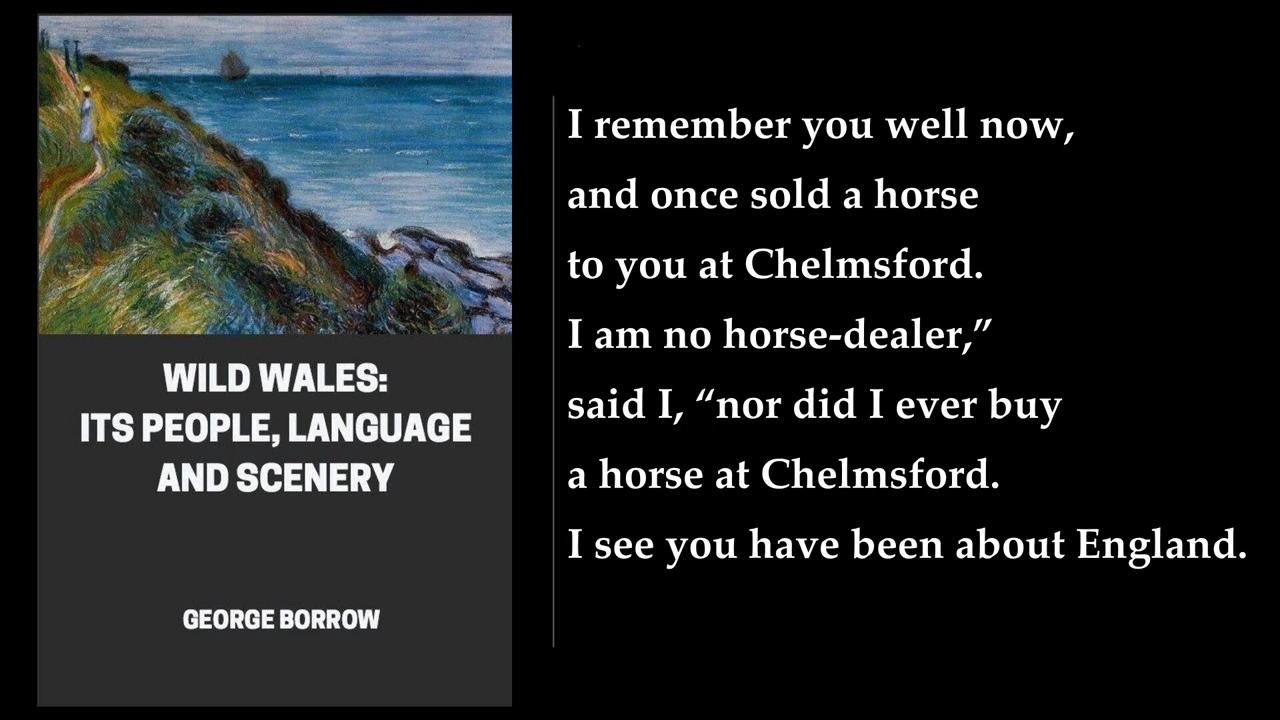 WILD WALES:
ITS PEOPLE, LANGUAGE
AND SCENERY
GEORGE BORROW
I remember you well now,
and once sold a horse
to you at Chelmsford.
I am no horse-dealer,”
said I, “nor did I ever buy
a horse at Chelmsford.
I see you have been about England.